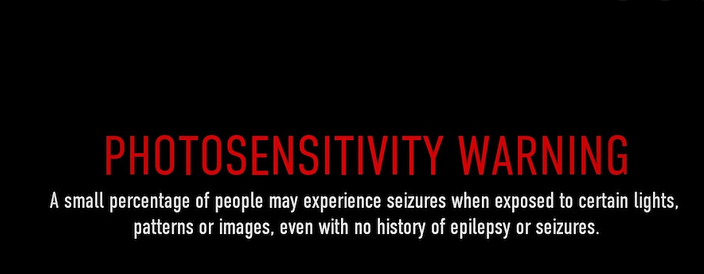 PHOTOSENSITIVITY WARNING
A small percentage of people may experience seizures when exposed to certain lights,
patterns or images, even with no history of epilepsy or seizures.